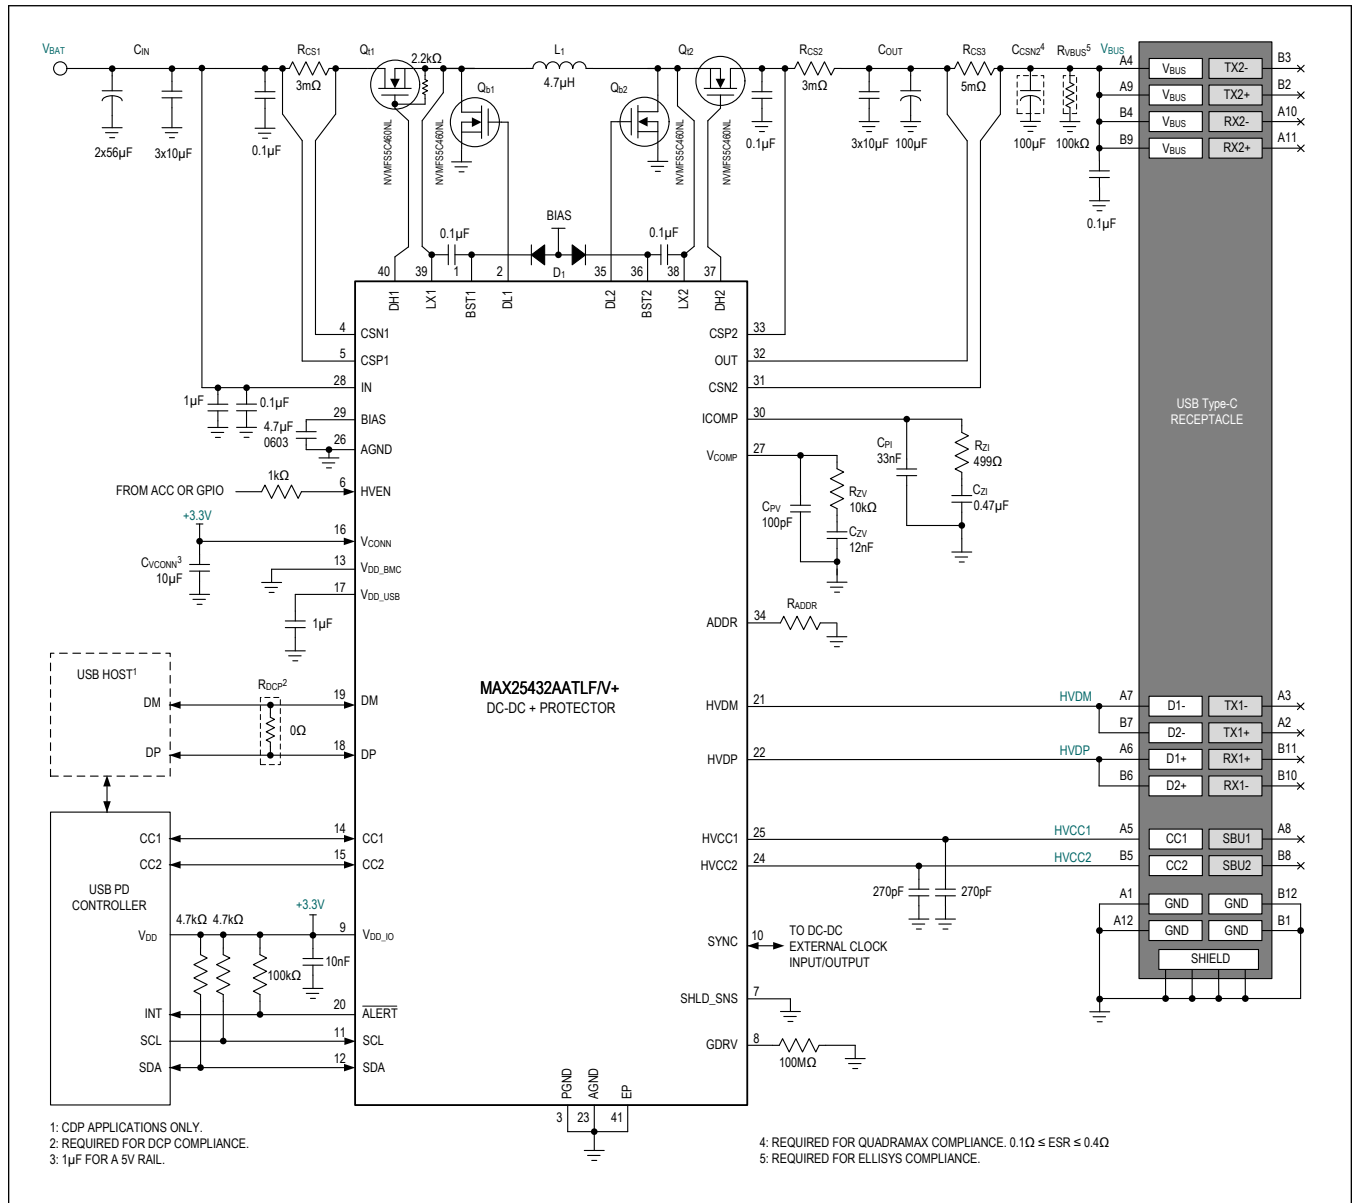 VBAT
CIN
RCS1
Qt1
2.2kΩ
L1
Qt2
RCS2
COUT
RCS3
CCSN2⁴
RVBUS⁵
VBUS
3mΩ
4.7µH
3mΩ
5mΩ
Qb1
Qb2
2x56µF
3x10µF
0.1µF
0.1µF
3x10µF
100µF
100µF
100kΩ
0.1µF
NVMFS5C460NL
NVMFS5C460NL
NVMFS5C460NL
NVMFS5C460NL
0.1µF
BIAS
0.1µF
D1
40
39
1
2
35
36
38
37
DH1
LX1
BST1
DL1
DL2
BST2
LX2
DH2
4 CSN1
5 CSP1
28 IN
1µF
0.1µF
29 BIAS
4.7µF
0603
26 AGND
1kΩ
FROM ACC OR GPIO
6 HVEN
+3.3V
16 VCONN
CVCONN³
10µF
13 VDD_BMC
17 VDD_USB
1µF
USB HOST¹
RDCP²
DM
19 DM
0Ω
DP
18 DP
CC1
14 CC1
CC2
15 CC2
USB PD
CONTROLLER
4.7kΩ 4.7kΩ
+3.3V
VDD
9 VDD_IO
100kΩ
10nF
INT
20 ALERT
SCL
11 SCL
SDA
12 SDA
MAX25432AATLF/V+
DC-DC + PROTECTOR
PGND
AGND
EP
3
23
41
CSP2 33
OUT 32
CSN2 31
ICOMP 30
VCOMP 27
CPI
33nF
RZI
499Ω
CZI
0.47µF
CPV
100pF
RZV
10kΩ
CZV
12nF
ADDR 34
RADDR
HVDM 21
HVDP 22
HVCC1 25
HVCC2 24
270pF
270pF
SYNC 10
TO DC-DC
EXTERNAL CLOCK
INPUT/OUTPUT
SHLD_SNS 7
GDRV 8
100MΩ
HVDM
HVDP
HVCC1
HVCC2
A4 VBUS TX2- B3
A9 VBUS TX2+ B2
B4 VBUS RX2- A10
B9 VBUS RX2+ A11
USB Type-C
RECEPTACLE
A7 D1- TX1- A3
B7 D2- TX1+ A2
A6 D1+ RX1+ B11
B6 D2+ RX1- B10
A5 CC1 SBU1 A8
B5 CC2 SBU2 B8
A1 GND GND B12
A12 GND GND B1
SHIELD
1: CDP APPLICATIONS ONLY.
2: REQUIRED FOR DCP COMPLIANCE.
3: 1µF FOR A 5V RAIL.
4: REQUIRED FOR QUADRAMAX COMPLIANCE. 0.1Ω ≤ ESR ≤ 0.4Ω
5: REQUIRED FOR ELLISYS COMPLIANCE.